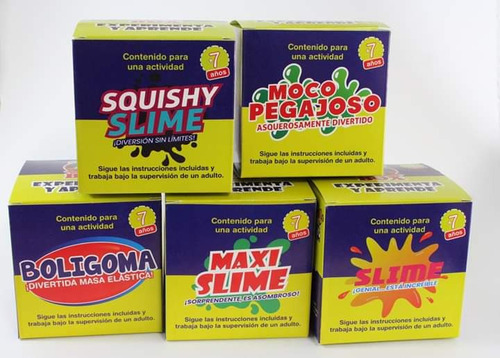 EXPERIMENTA
Y APRENDE
Contenido para
una actividad
7
años
SQUISHY
SLIME
¡DIVERSIÓN SIN LÍMITES!
Sigue las instrucciones incluidas y
trabaja bajo la supervisión de un adulto.
Contenido para
una actividad
7
años
MOCO
PEGAJOSO
ASQUEROSAMENTE DIVERTIDO
Sigue las instrucciones incluidas y
trabaja bajo la supervisión de un adulto.
EXPERIMENTA
Y APRENDE
Contenido para
una actividad
7
años
BOLIGOMA
¡DIVERTIDA MASA ELÁSTICA!
Sigue las instrucciones incluidas y
trabaja bajo la supervisión de un adulto.
Contenido para
una actividad
7
años
MAXI
SLIME
¡SORPRENDENTE, ES ASOMBROSO!
Sigue las instrucciones incluidas y
trabaja bajo la supervisión de un adulto.
EXPERIMENTA
Y APRENDE
Contenido para
una actividad
7
años
SLIME
¡GENIAL...ESTÁ INCREÍBLE
Sigue las instrucciones incluidas y
trabaja bajo la supervisión de un adulto.